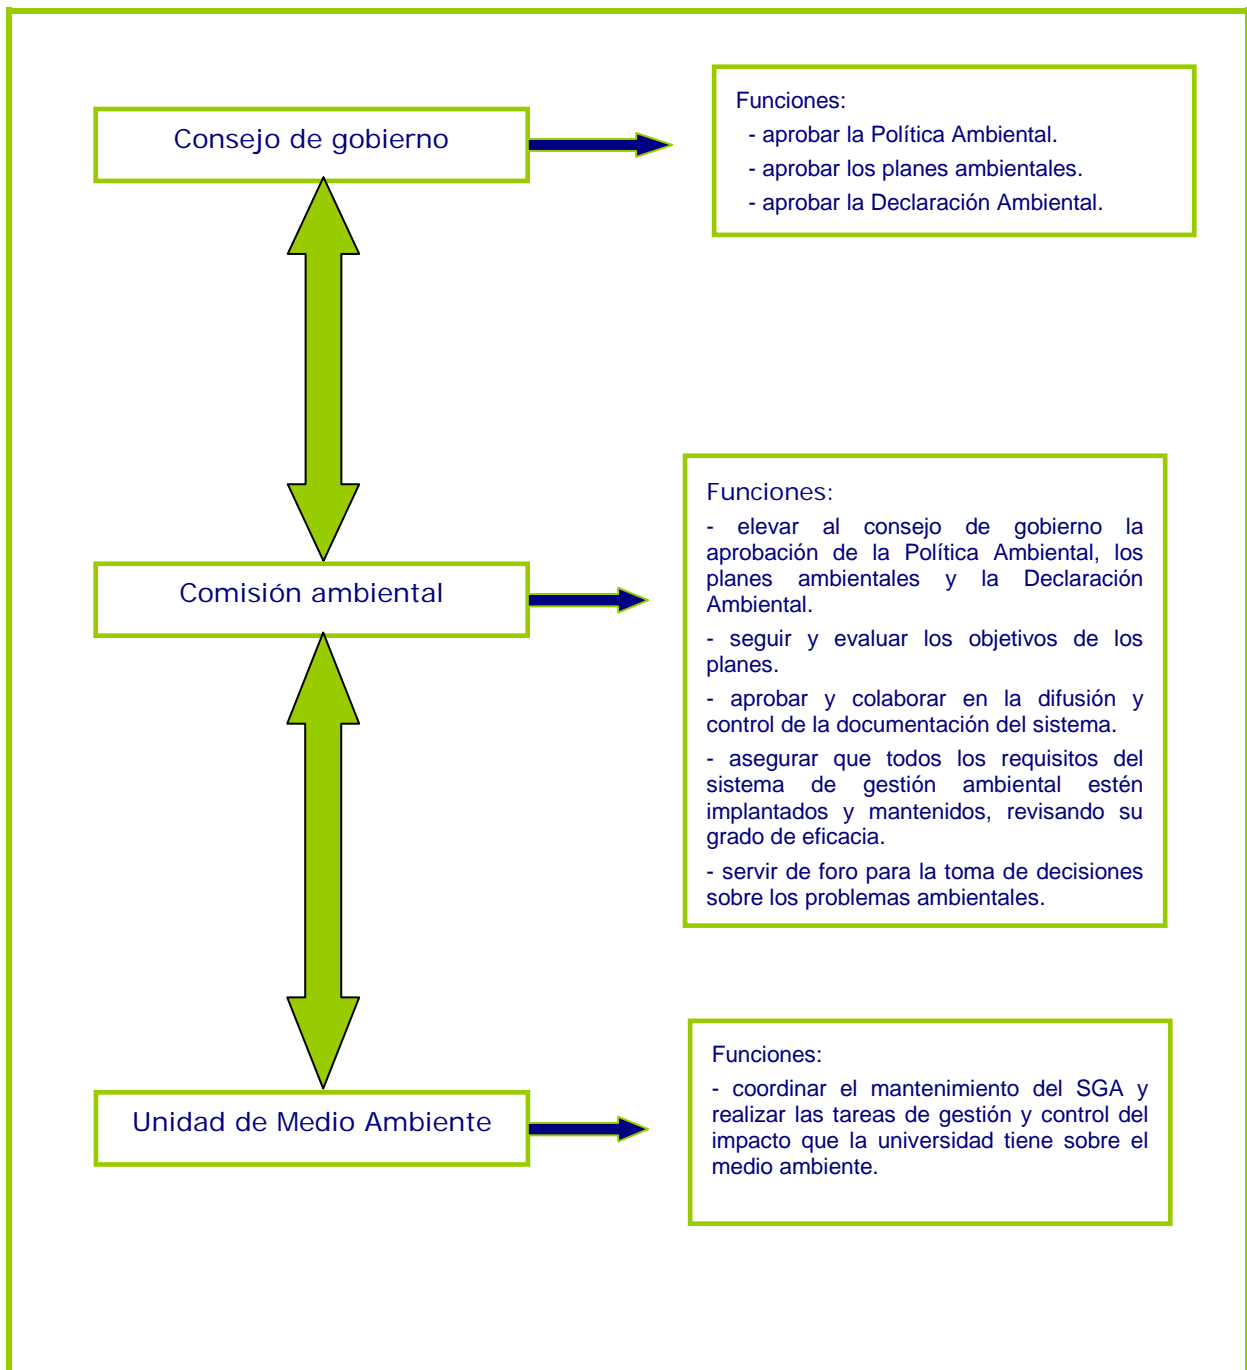 Consejo de gobierno
Funciones:
- aprobar la Política Ambiental.
- aprobar los planes ambientales.
- aprobar la Declaración Ambiental.
Comisión ambiental
Funciones:
- elevar al consejo de gobierno la
aprobación de la Política Ambiental, los
planes ambientales y la Declaración
Ambiental.
- seguir y evaluar los objetivos de los
planes.
- aprobar y colaborar en la difusión y
control de la documentación del sistema.
- asegurar que todos los requisitos del
sistema de gestión ambiental estén
implantados y mantenidos, revisando su
grado de eficacia.
- servir de foro para la toma de decisiones
sobre los problemas ambientales.
Unidad de Medio Ambiente
Funciones:
- coordinar el mantenimiento del SGA y
realizar las tareas de gestión y control del
impacto que la universidad tiene sobre el
medio ambiente.